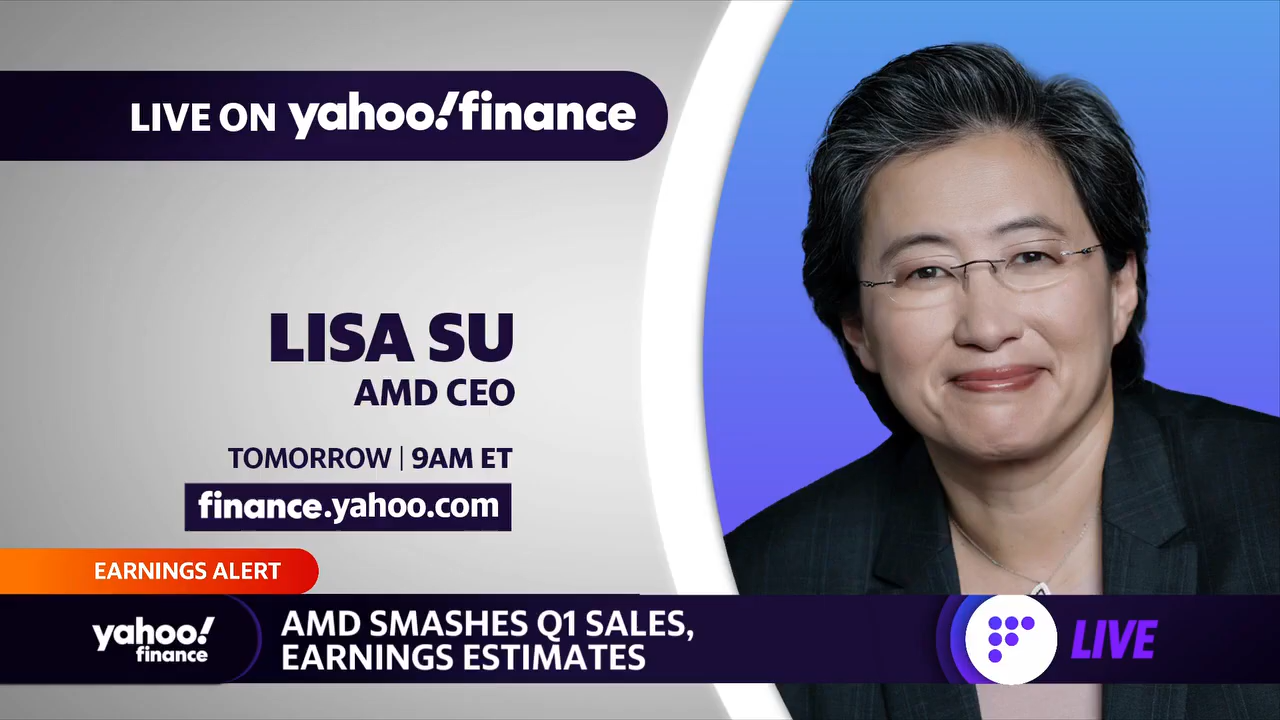 LIVE ON yahoo!finance
LISA SU
AMD CEO
TOMORROW | 9AM ET
finance.yahoo.com
EARNINGS ALERT
yahoo!
finance
AMD SMASHES Q1 SALES,
EARNINGS ESTIMATES
LIVE